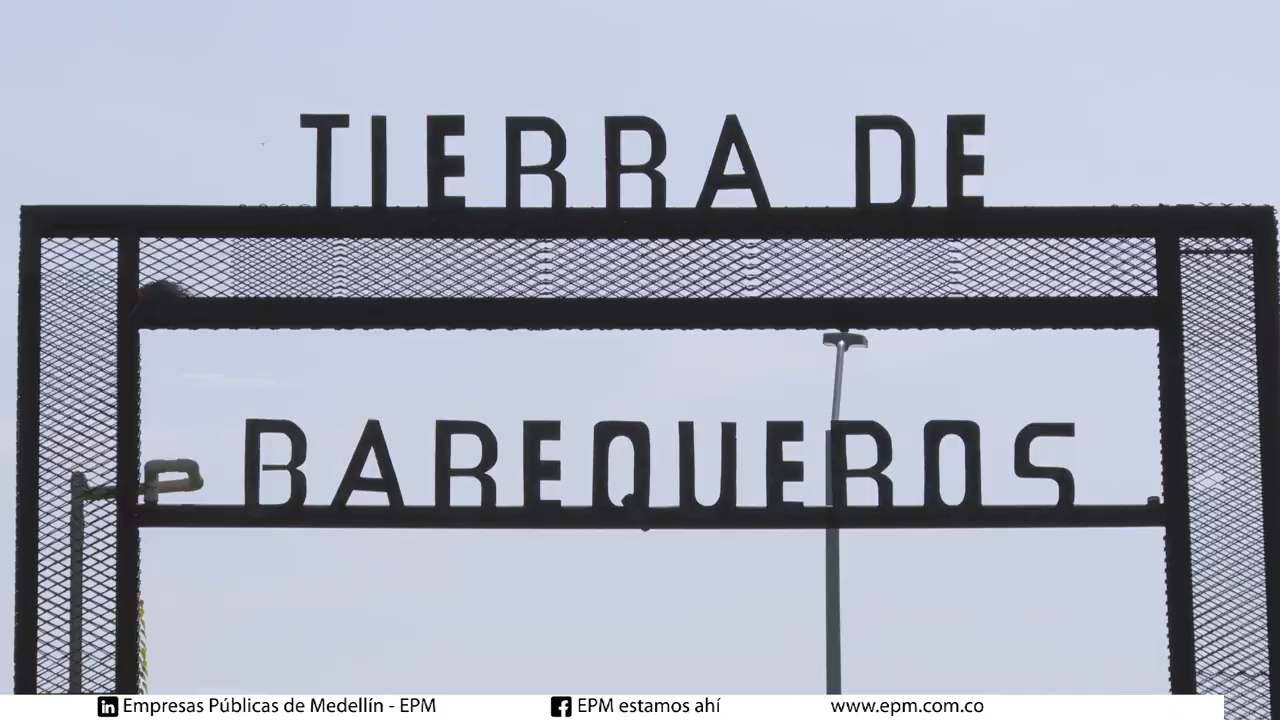 TIERRA DE
BAREQUEROS
Empresas Públicas de Medellín - EPM
EPM estamos ahí
www.epm.com.co